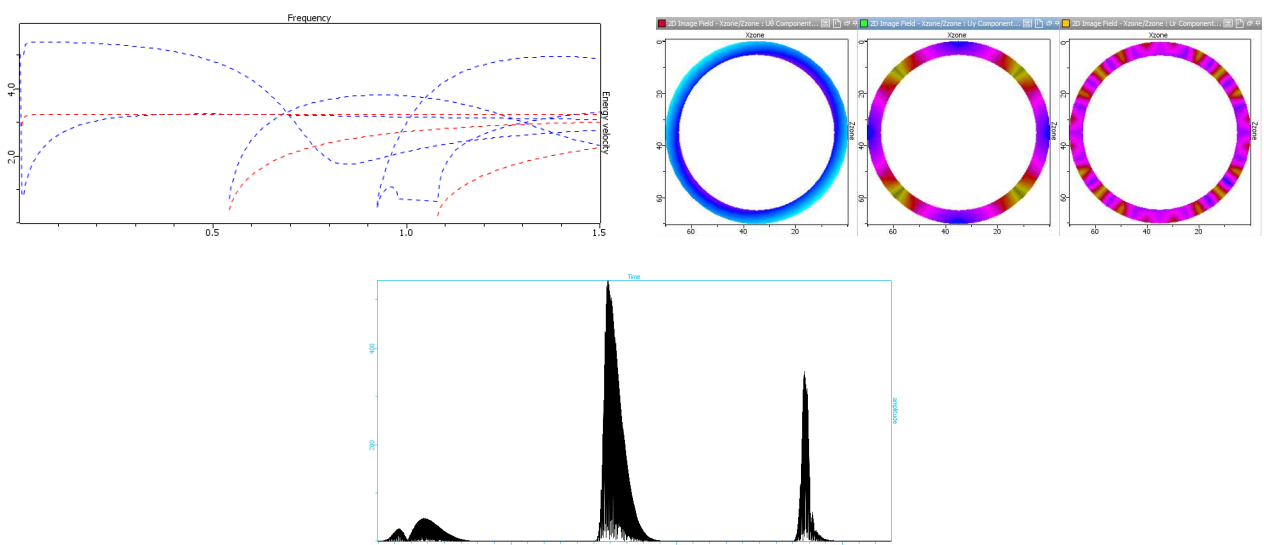 Frequency
4,0
2,0
Energy velocity
0.5
1.0
1.5
2D Image Field - Xzone/Zzone : Uθ Component...
2D Image Field - Xzone/Zzone : Uy Component...
2D Image Field - Xzone/Zzone : Ur Component...
Xzone
Xzone
Xzone
0
20
40
60
Zzone
60
40
20
0
20
40
60
Zzone
60
40
20
0
20
40
60
Zzone
60
40
20
Time
400
200
amplitude